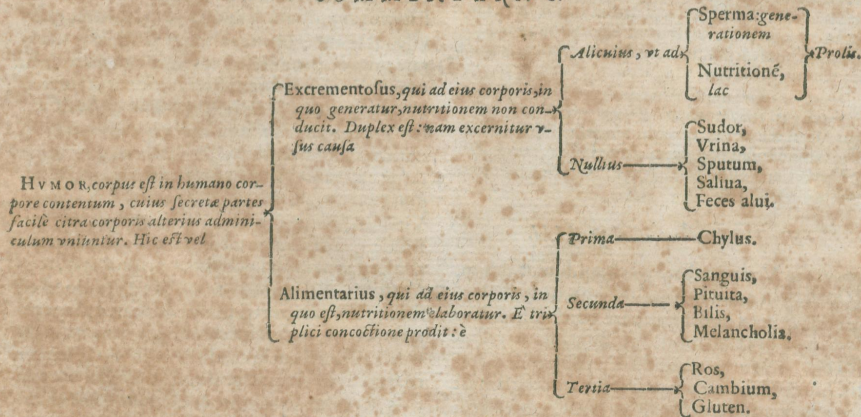 HVMOR, corpus est in humano cor-
pore contentum, cuius secretæ partes
facilè citra corporis alterius admini-
culum vniuntur. Hic est vel
Excrementosus, qui ad eius corporis, in
quo generatur, nutritionem non con-
ducit. Duplex est: nam excernitur v-
sus causa
Alicuius, vt ad
Sperma: gene-
rationem
Nutritionẽ,
lac
Prolis.
Nullius
Sudor,
Vrina,
Sputum,
Saliua,
Feces alui.
Alimentarius, qui ad eius corporis, in
quo est, nutritionem elaboratur. E tri-
plici concoctione prodit: è
Prima
Chylus.
Secunda
Sanguis,
Pituita,
Bilis,
Melancholia.
Tertia
Ros,
Cambium,
Gluten.